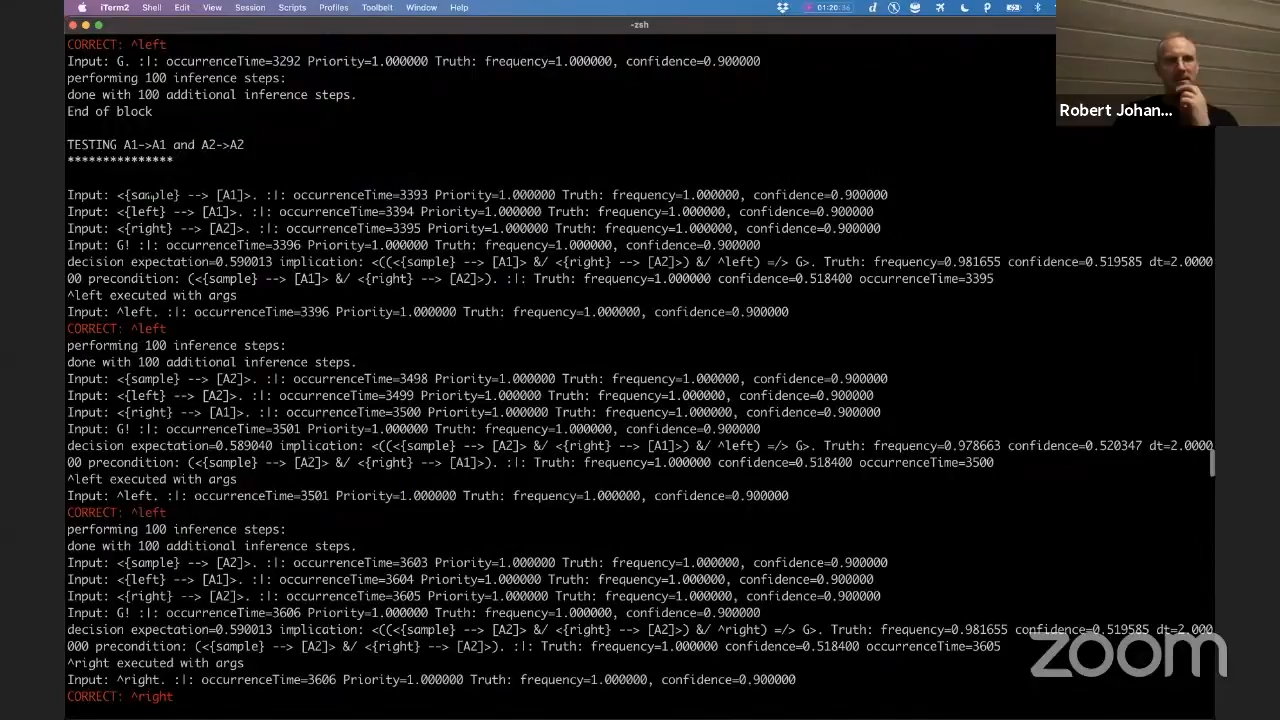 iTerm2 Shell Edit View Session Scripts Profiles Toolbelt Window Help 01:20:36
-zsh
CORRECT: ^left
Input: G. :|: occurrenceTime=3292 Priority=1.000000 Truth: frequency=1.000000, confidence=0.900000
performing 100 inference steps:
done with 100 additional inference steps.
End of block
TESTING A1->A1 and A2->A2
***************
Input: <{sample} --> [A1]>. :|: occurrenceTime=3393 Priority=1.000000 Truth: frequency=1.000000, confidence=0.900000
Input: <{left} --> [A1]>. :|: occurrenceTime=3394 Priority=1.000000 Truth: frequency=1.000000, confidence=0.900000
Input: <{right} --> [A2]>. :|: occurrenceTime=3395 Priority=1.000000 Truth: frequency=1.000000, confidence=0.900000
Input: G! :|: occurrenceTime=3396 Priority=1.000000 Truth: frequency=1.000000, confidence=0.900000
decision expectation=0.590013 implication: <((<{sample} --> [A1]> &/ <{right} --> [A2]>) &/ ^left) =/> G>. Truth: frequency=0.981655 confidence=0.519585 dt=2.0000
00 precondition: (<{sample} --> [A1]> &/ <{right} --> [A2]>). :|: Truth: frequency=1.000000 confidence=0.518400 occurrenceTime=3395
^left executed with args
Input: ^left. :|: occurrenceTime=3396 Priority=1.000000 Truth: frequency=1.000000, confidence=0.900000
CORRECT: ^left
performing 100 inference steps:
done with 100 additional inference steps.
Input: <{sample} --> [A2]>. :|: occurrenceTime=3498 Priority=1.000000 Truth: frequency=1.000000, confidence=0.900000
Input: <{left} --> [A2]>. :|: occurrenceTime=3499 Priority=1.000000 Truth: frequency=1.000000, confidence=0.900000
Input: <{right} --> [A1]>. :|: occurrenceTime=3500 Priority=1.000000 Truth: frequency=1.000000, confidence=0.900000
Input: G! :|: occurrenceTime=3501 Priority=1.000000 Truth: frequency=1.000000, confidence=0.900000
decision expectation=0.589040 implication: <((<{sample} --> [A2]> &/ <{right} --> [A1]>) &/ ^left) =/> G>. Truth: frequency=0.978663 confidence=0.520347 dt=2.0000
00 precondition: (<{sample} --> [A2]> &/ <{right} --> [A1]>). :|: Truth: frequency=1.000000 confidence=0.518400 occurrenceTime=3500
^left executed with args
Input: ^left. :|: occurrenceTime=3501 Priority=1.000000 Truth: frequency=1.000000, confidence=0.900000
CORRECT: ^left
performing 100 inference steps:
done with 100 additional inference steps.
Input: <{sample} --> [A2]>. :|: occurrenceTime=3603 Priority=1.000000 Truth: frequency=1.000000, confidence=0.900000
Input: <{left} --> [A1]>. :|: occurrenceTime=3604 Priority=1.000000 Truth: frequency=1.000000, confidence=0.900000
Input: <{right} --> [A2]>. :|: occurrenceTime=3605 Priority=1.000000 Truth: frequency=1.000000, confidence=0.900000
Input: G! :|: occurrenceTime=3606 Priority=1.000000 Truth: frequency=1.000000, confidence=0.900000
decision expectation=0.590013 implication: <((<{sample} --> [A2]> &/ <{right} --> [A2]>) &/ ^right) =/> G>. Truth: frequency=0.981655 confidence=0.519585 dt=2.000
000 precondition: (<{sample} --> [A2]> &/ <{right} --> [A2]>). :|: Truth: frequency=1.000000 confidence=0.518400 occurrenceTime=3605
^right executed with args
Input: ^right. :|: occurrenceTime=3606 Priority=1.000000 Truth: frequency=1.000000, confidence=0.900000
CORRECT: ^right
Robert Johan...
zoom